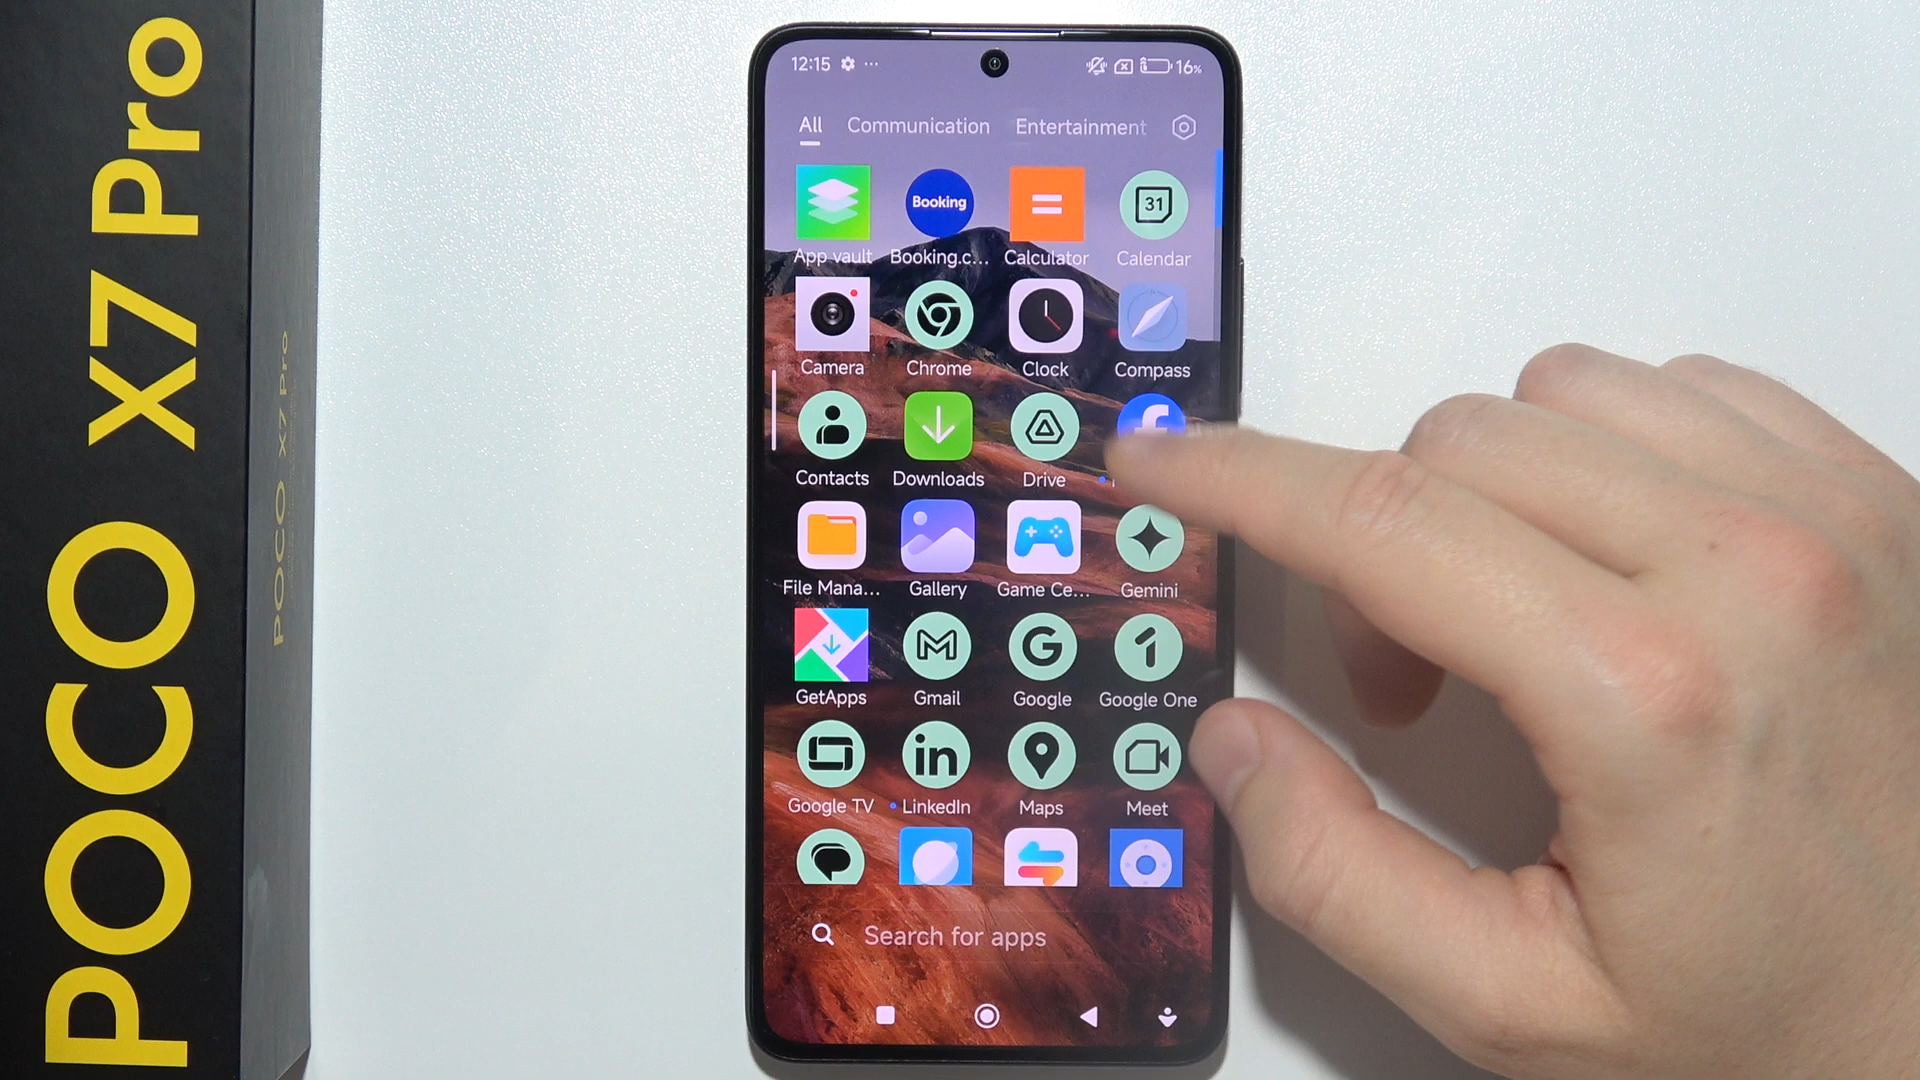 POCO X7 Pro
POCO X7 Pro
12:15 16%
All Communication Entertainment
Booking
31
App vault Booking.c... Calculator Calendar
Camera Chrome Clock Compass
Contacts Downloads Drive
File Mana... Gallery Game Ce... Gemini
GetApps Gmail Google Google One
in
Google TV LinkedIn Maps Meet
Search for apps